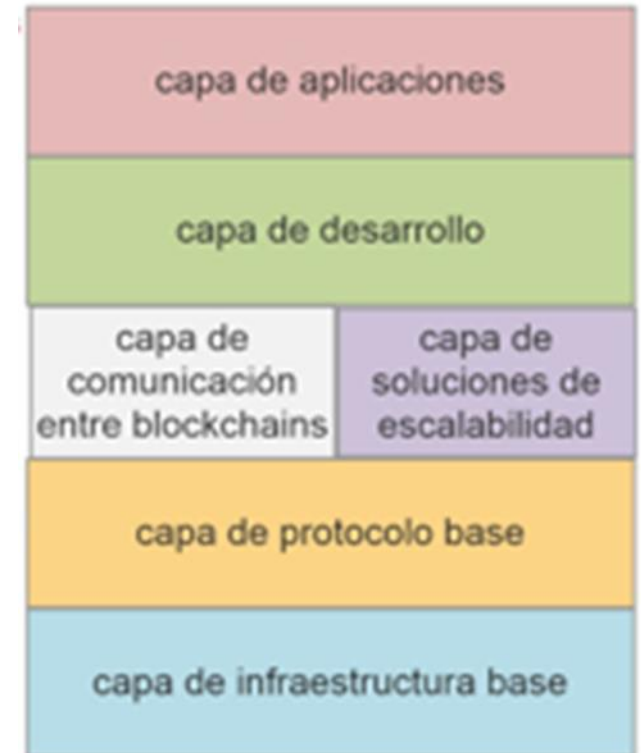 capa de aplicaciones
capa de desarrollo
capa de
comunicación
entre blockchains
capa de
soluciones de
escalabilidad
capa de protocolo base
capa de infraestructura base